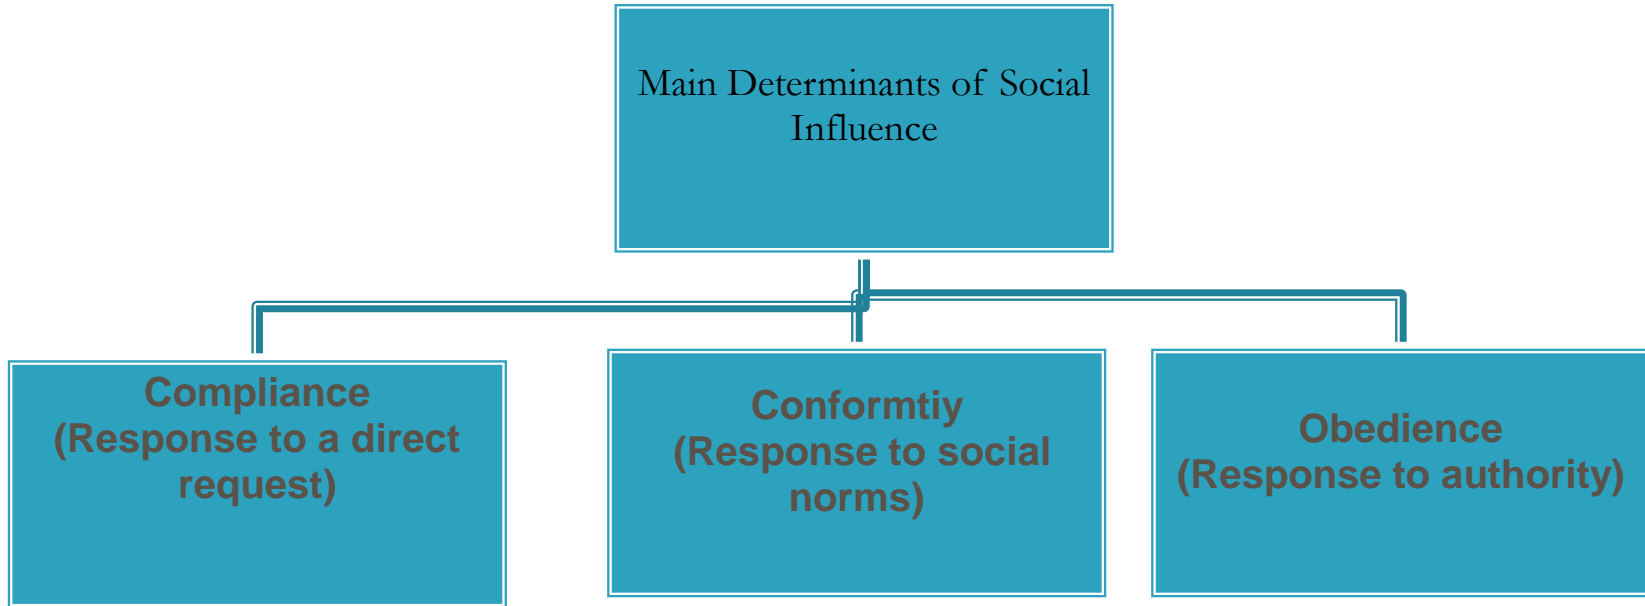 Main Determinants of Social
Influence
Compliance
(Response to a direct
request)
Conformtiy
(Response to social
norms)
Obedience
(Response to authority)